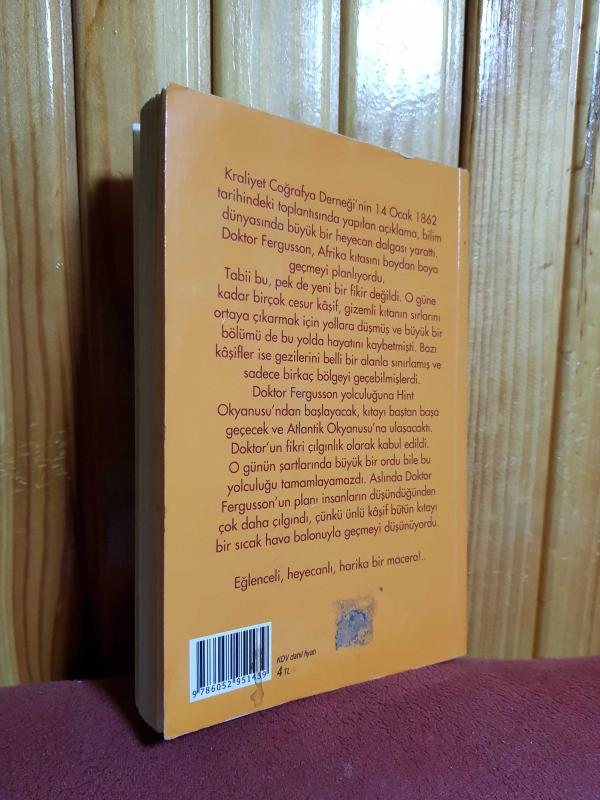 Kraliyet Coğrafya Derneği'nin 14 Ocak 1862
tarihindeki toplantısında yapılan açıklama, bilim
dünyasında büyük bir heyecan dalgası yarattı.
Doktor Fergusson, Afrika kıtasını boydan boya
geçmeyi planlıyordu.
Tabii bu, pek de yeni bir fikir değildi. O güne
kadar birçok cesur kâşif, gizemli kıtanın sırlarını
ortaya çıkarmak için yollara düşmüş ve büyük bir
bölümü de bu yolda hayatını kaybetmişti. Bazı
kâşifler ise gezilerini belli bir alanla sınırlamış ve
sadece birkaç bölgeyi geçebilmişlerdi.
Doktor Fergusson yolculuğuna Hint
Okyanusu'ndan başlayacak, kıtayı baştan başa
geçecek ve Atlantik Okyanusu'na ulaşacaktı.
Doktor'un fikri çılgınlık olarak kabul edildi.
O günün şartlarında büyük bir ordu bile bu
yolculuğu tamamlayamazdı. Aslında Doktor
Fergusson'un planı insanların düşündüğünden
çok daha çılgındı, çünkü ünlü kâşif bütün kıtayı
bir sıcak hava balonuyla geçmeyi düşünüyordu.
Eğlenceli, heyecanlı, harika bir macera!..
9 786052 951439
KDV dahil fiyatı
4 TL